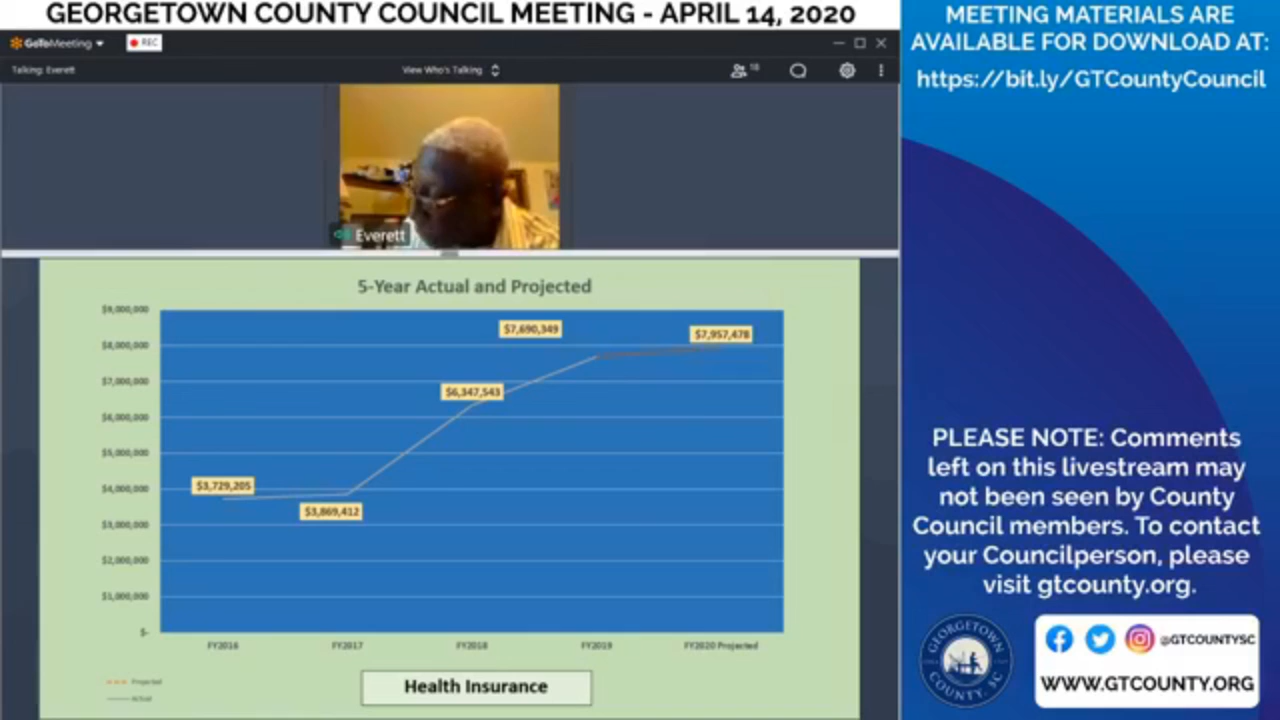 GEORGETOWN COUNTY COUNCIL MEETING - APRIL 14, 2020
GoToMeeting
REC
Talking: Everett
View Who's Talking
18
Everett
5-Year Actual and Projected
$9,000,000
$8,000,000
$7,000,000
$6,000,000
$5,000,000
$4,000,000
$3,000,000
$2,000,000
$1,000,000
$-
$3,729,205
$3,869,412
$6,347,543
$7,690,349
$7,957,478
FY2016
FY2017
FY2018
FY2019
FY2020 Projected
Projected
Actual
Health Insurance
MEETING MATERIALS ARE
AVAILABLE FOR DOWNLOAD AT:
https://bit.ly/GTCountyCouncil
PLEASE NOTE: Comments
left on this livestream may
not been seen by County
Council members. To contact
your Councilperson, please
visit gtcounty.org.
GEORGETOWN
COUNTY, SC
@GTCOUNTYSC
WWW.GTCOUNTY.ORG